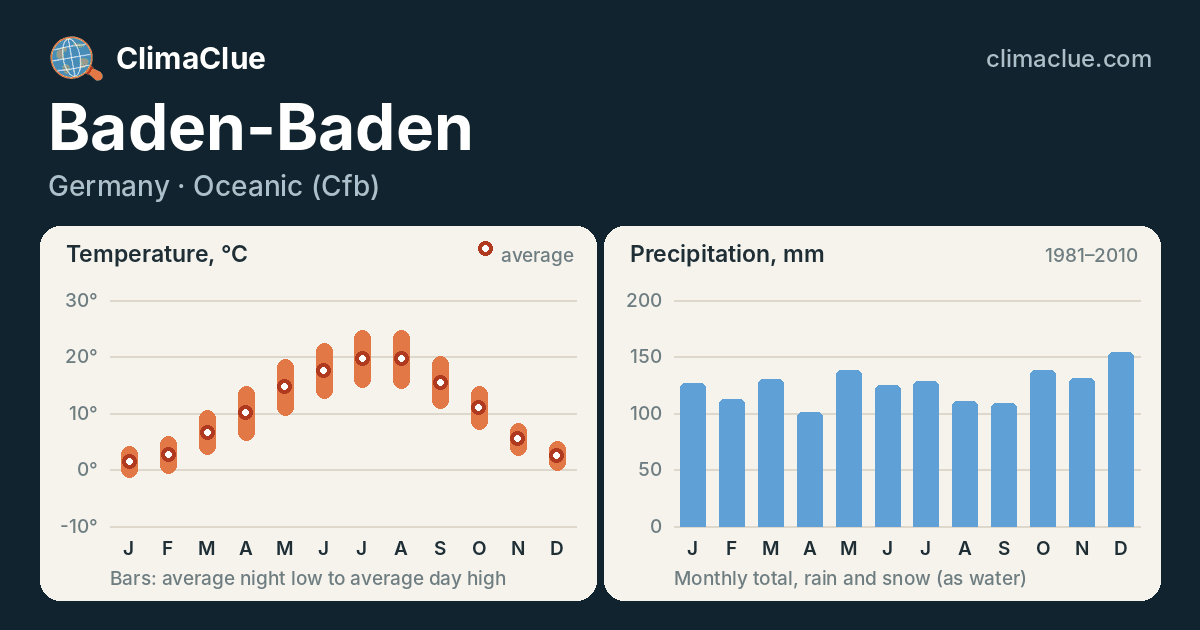 ClimaClue
climaclue.com
Baden-Baden
Germany · Oceanic (Cfb)
Temperature, °C
average
30°
20°
10°
0°
-10°
J F M A M J J A S O N D
Bars: average night low to average day high
Precipitation, mm
1981–2010
200
150
100
50
0
J F M A M J J A S O N D
Monthly total, rain and snow (as water)